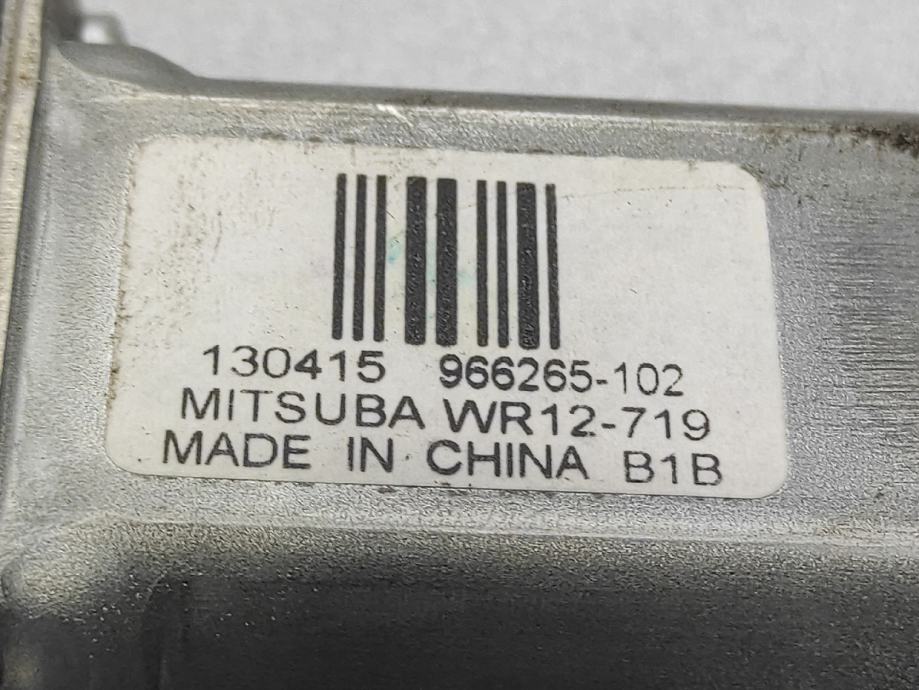 130415 966265-102
MITSUBA WR12-719
MADE IN CHINA B1B